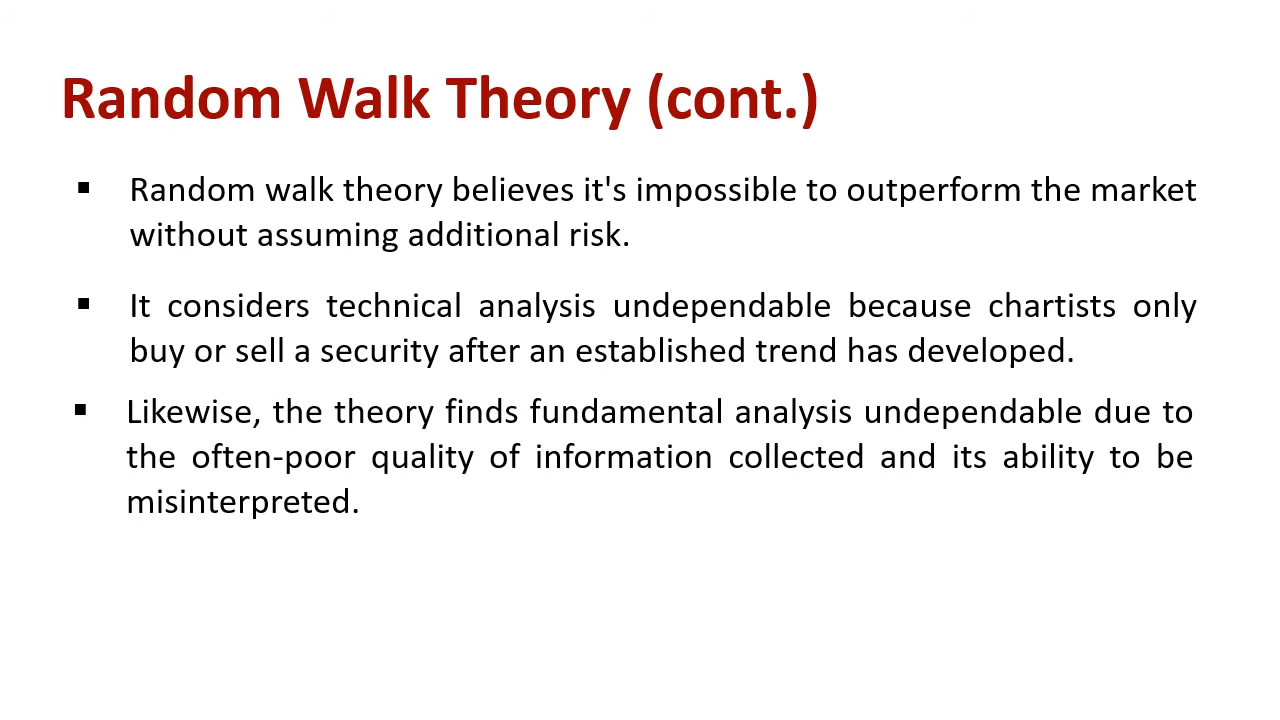 Random Walk Theory (cont.)
▪ Random walk theory believes it's impossible to outperform the market
without assuming additional risk.
▪ It considers technical analysis undependable because chartists only
buy or sell a security after an established trend has developed.
▪ Likewise, the theory finds fundamental analysis undependable due to
the often-poor quality of information collected and its ability to be
misinterpreted.